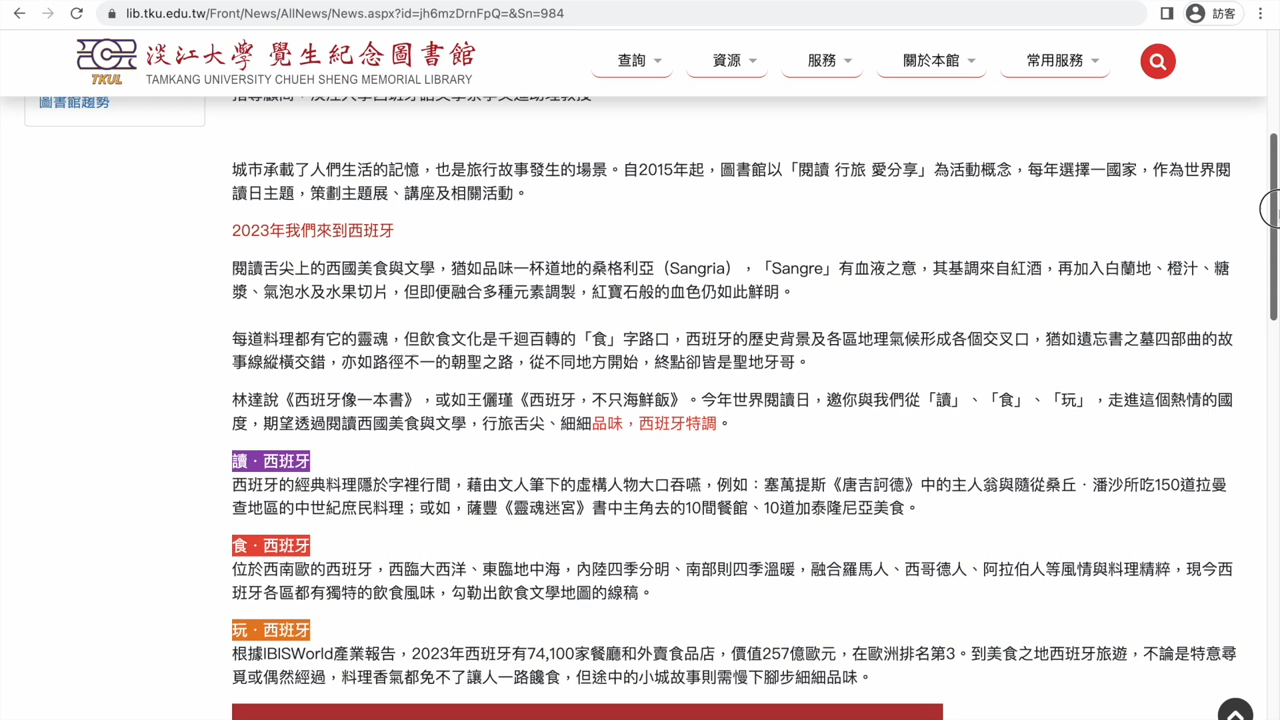 lib.tku.edu.tw/Front/News/AllNews/News.aspx?id=jh6mzDrnFpQ=&Sn=984
訪客
淡江大學 覺生紀念圖書館
TKUL
TAMKANG UNIVERSITY CHUEH SHENG MEMORIAL LIBRARY
查詢
資源
服務
關於本館
常用服務
圖書館趨勢
城市承載了人們生活的記憶，也是旅行故事發生的場景。自2015年起，圖書館以「閱讀 行旅 愛分享」為活動概念，每年選擇一國家，作為世界閱
讀日主題，策劃主題展、講座及相關活動。
2023年我們來到西班牙
閱讀舌尖上的西國美食與文學，猶如品味一杯道地的桑格利亞（Sangria），「Sangre」有血液之意，其基調來自紅酒，再加入白蘭地、橙汁、糖
漿、氣泡水及水果切片，但即便融合多種元素調製，紅寶石般的血色仍如此鮮明。
每道料理都有它的靈魂，但飲食文化是千迴百轉的「食」字路口，西班牙的歷史背景及各區地理氣候形成各個交叉口，猶如遺忘書之墓四部曲的故
事線縱橫交錯，亦如路徑不一的朝聖之路，從不同地方開始，終點卻皆是聖地牙哥。
林達說《西班牙像一本書》，或如王儷瑾《西班牙，不只海鮮飯》。今年世界閱讀日，邀你與我們從「讀」、「食」、「玩」，走進這個熱情的國
度，期望透過閱讀西國美食與文學，行旅舌尖、細細品味，西班牙特調。
讀．西班牙
西班牙的經典料理隱於字裡行間，藉由文人筆下的虛構人物大口吞嚥，例如：塞萬提斯《唐吉訶德》中的主人翁與隨從桑丘．潘沙所吃150道拉曼
查地區的中世紀庶民料理；或如，薩豐《靈魂迷宮》書中主角去的10間餐館、10道加泰隆尼亞美食。
食．西班牙
位於西南歐的西班牙，西臨大西洋、東臨地中海，內陸四季分明、南部則四季溫暖，融合羅馬人、西哥德人、阿拉伯人等風情與料理精粹，現今西
班牙各區都有獨特的飲食風味，勾勒出飲食文學地圖的線稿。
玩．西班牙
根據IBISWorld產業報告，2023年西班牙有74,100家餐廳和外賣食品店，價值257億歐元，在歐洲排名第3。到美食之地西班牙旅遊，不論是特意尋
覓或偶然經過，料理香氣都免不了讓人一路饞食，但途中的小城故事則需慢下腳步細細品味。